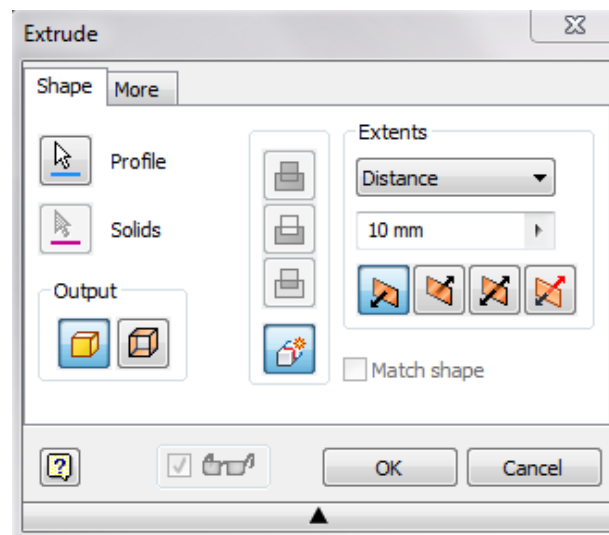 Extrude
Shape More
Profile
Solids
Output
Extents
Distance
10 mm
Match shape
OK Cancel